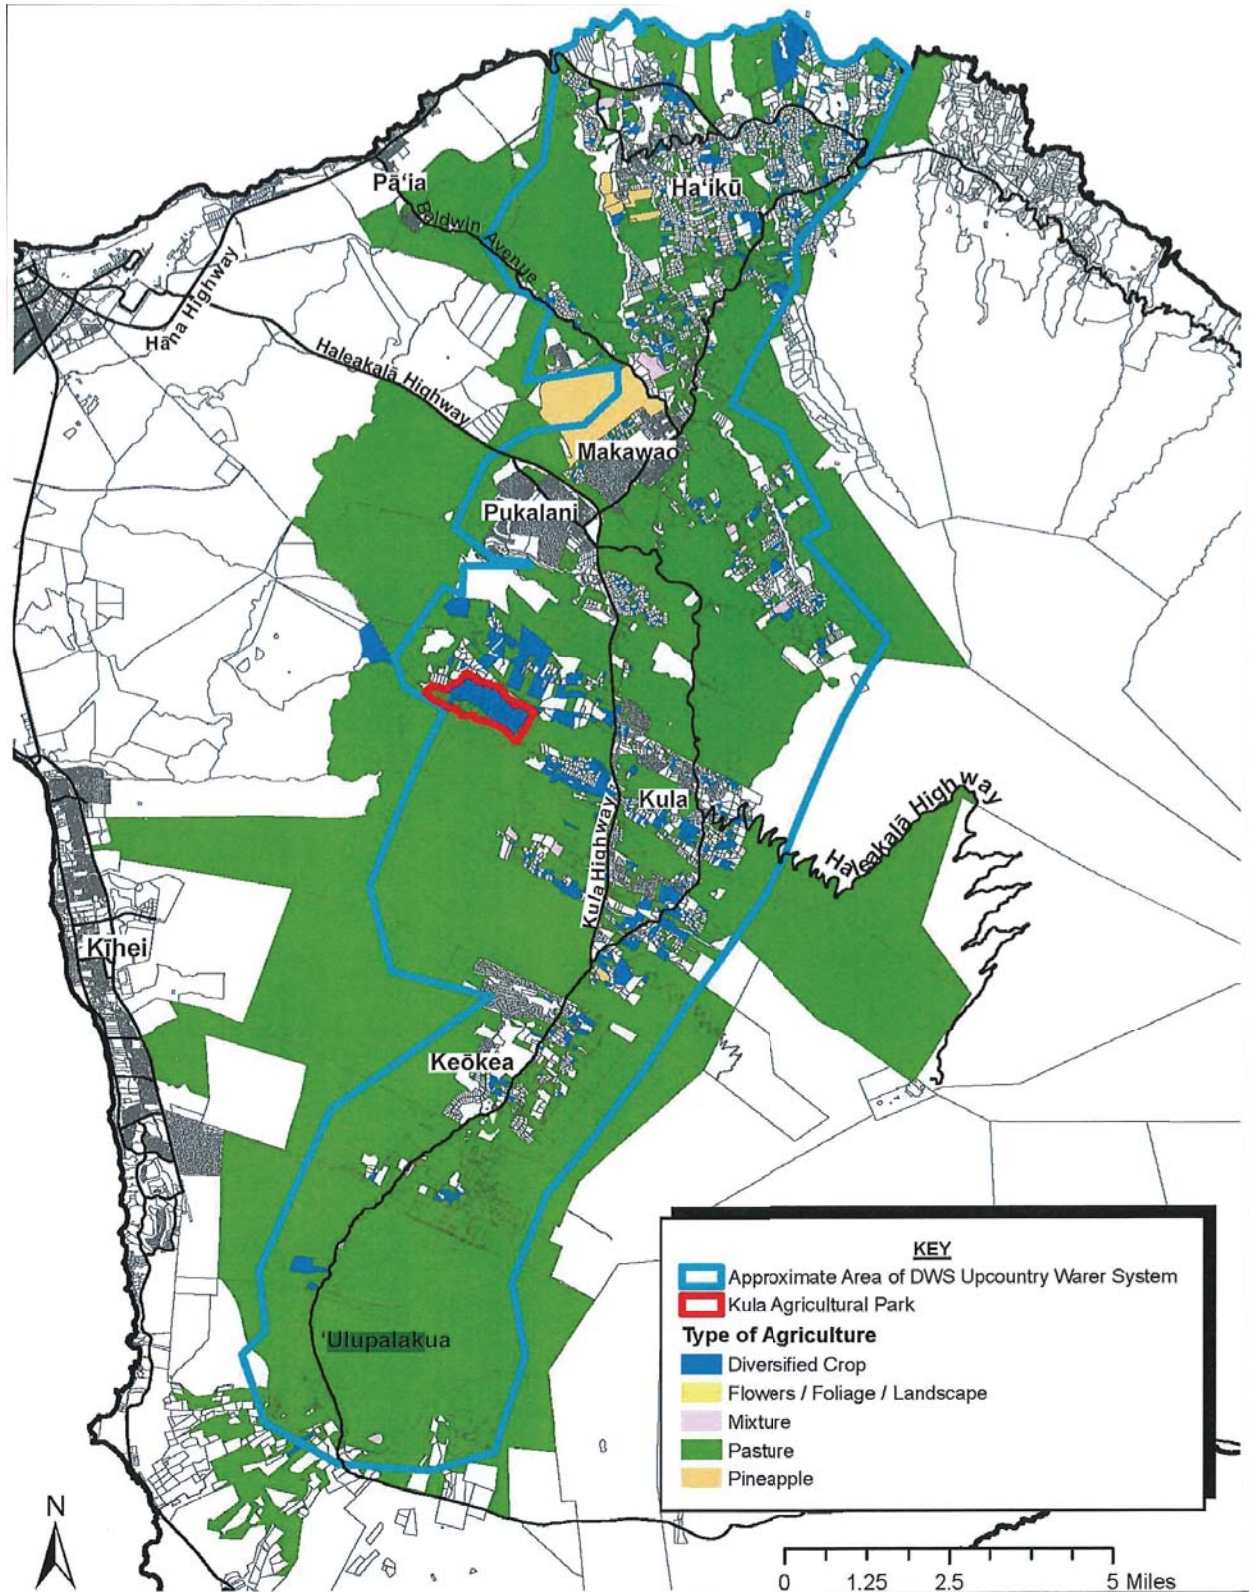 Pā‘ia
Ha‘ikū
Baldwin Avenue
Hāna Highway
Haleakalā Highway
Makawao
Pukalani
Kula
Haleakalā Highway
Kula Highway
Kīhei
Keōkea
‘Ulupalakua
KEY
Approximate Area of DWS Upcountry Warer System
Kula Agricultural Park
Type of Agriculture
Diversified Crop
Flowers / Foliage / Landscape
Mixture
Pasture
Pineapple
N
0 1.25 2.5 5 Miles